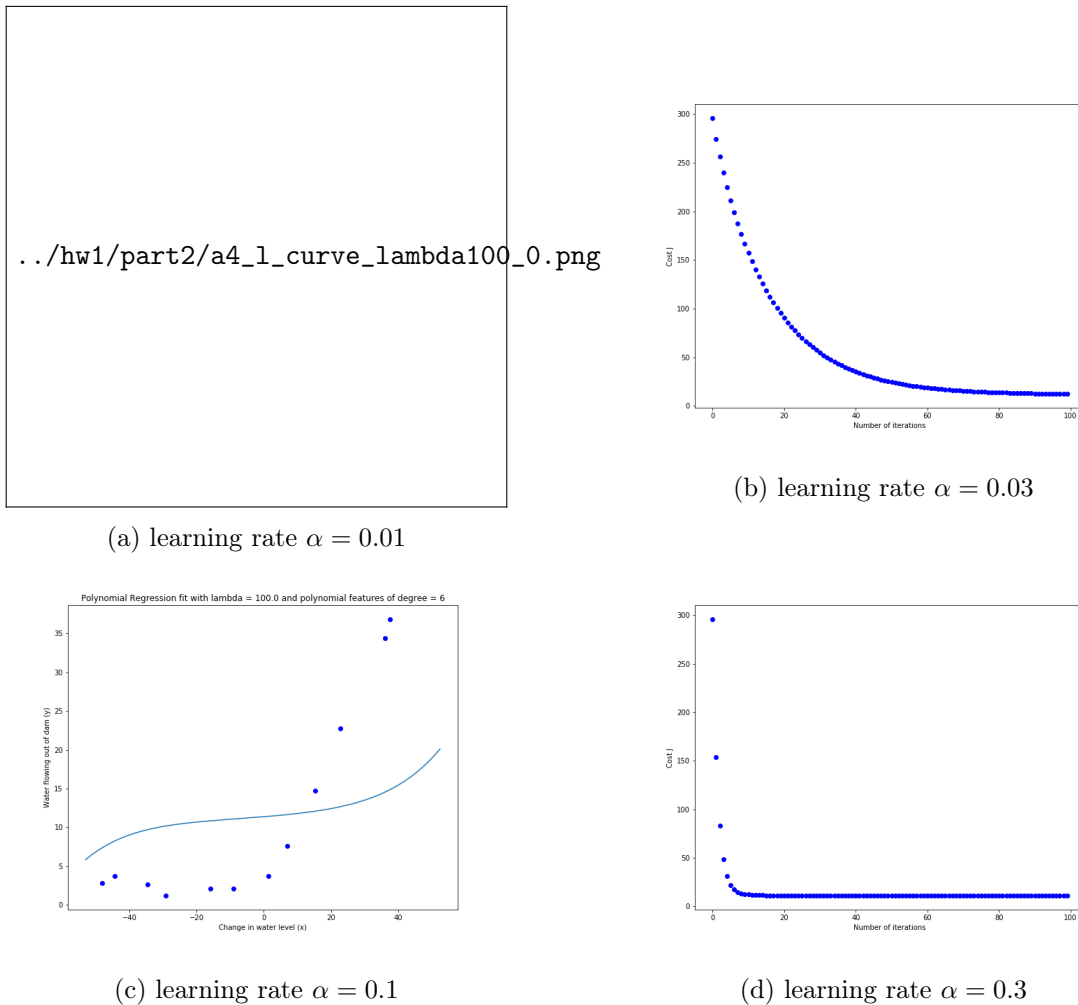 ../hw1/part2/a4_l_curve_lambda100_0.png
(a) learning rate α = 0.01
300
250
200
150
100
50
0
Cost J
0 20 40 60 80 100
Number of iterations
(b) learning rate α = 0.03
Polynomial Regression fit with lambda = 100.0 and polynomial features of degree = 6
35
30
25
20
15
10
5
0
Water flowing out of dam (y)
−40 −20 0 20 40
Change in water level (x)
(c) learning rate α = 0.1
300
250
200
150
100
50
0
Cost J
0 20 40 60 80 100
Number of iterations
(d) learning rate α = 0.3